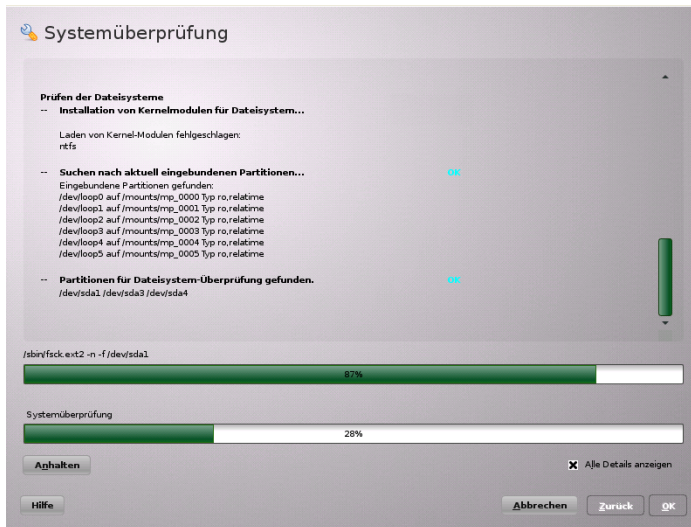 Systemüberprüfung
Prüfen der Dateisysteme
-- Installation von Kernelmodulen für Dateisystem...
Laden von Kernel-Modulen fehlgeschlagen:
ntfs
-- Suchen nach aktuell eingebundenen Partitionen... OK
Eingebundene Partitionen gefunden:
/dev/loop0 auf /mounts/mp_0000 Typ ro,relatime
/dev/loop1 auf /mounts/mp_0001 Typ ro,relatime
/dev/loop2 auf /mounts/mp_0002 Typ ro,relatime
/dev/loop3 auf /mounts/mp_0003 Typ ro,relatime
/dev/loop4 auf /mounts/mp_0004 Typ ro,relatime
/dev/loop5 auf /mounts/mp_0005 Typ ro,relatime
-- Partitionen für Dateisystem-Überprüfung gefunden. OK
/dev/sda1 /dev/sda3 /dev/sda4
/sbin/fsck.ext2 -n -f /dev/sda1
87%
Systemüberprüfung
28%
Anhalten
Alle Details anzeigen
Hilfe
Abbrechen
Zurück
OK